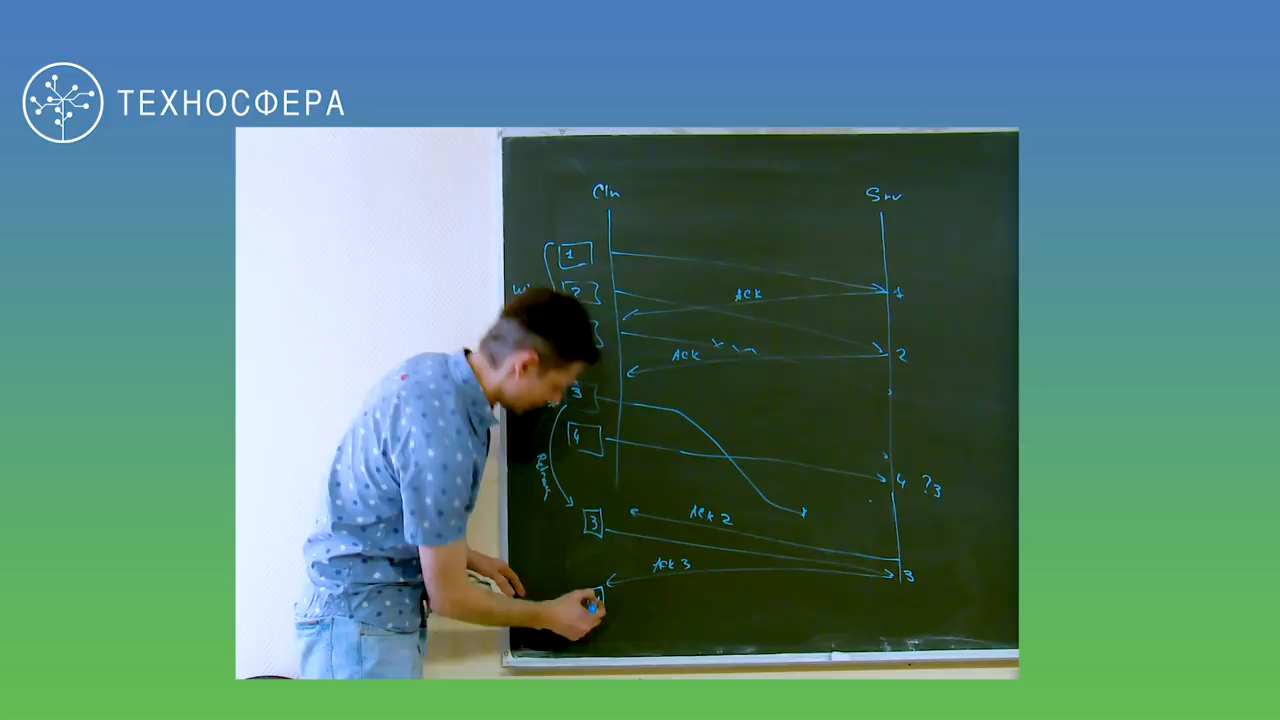 ТЕХНОСФЕРА
Cln Srv
1
2
ACK 1
ACK 2
3
4
4 ?3
ACK 2
3
ACK 3 3